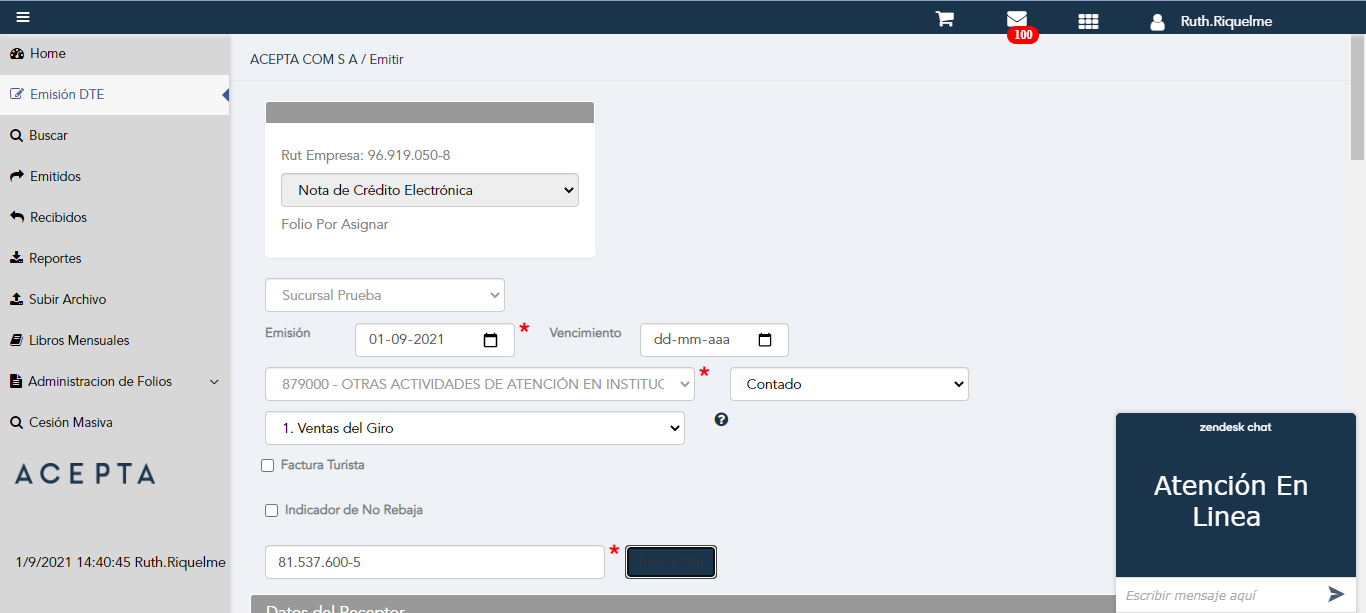 100
Ruth.Riquelme
Home
Emisión DTE
Buscar
Emitidos
Recibidos
Reportes
Subir Archivo
Libros Mensuales
Administracion de Folios
Cesión Masiva
ACEPTA
1/9/2021 14:40:45 Ruth.Riquelme
ACEPTA COM S A / Emitir
Rut Empresa: 96.919.050-8
Nota de Crédito Electrónica
Folio Por Asignar
Sucursal Prueba
Emisión 01-09-2021 * Vencimiento dd-mm-aaa
879000 - OTRAS ACTIVIDADES DE ATENCIÓN EN INSTITUC * Contado
1. Ventas del Giro ?
Factura Turista
Indicador de No Rebaja
81.537.600-5 *
Datos del Receptor
zendesk chat
Atención En
Linea
Escribir mensaje aquí